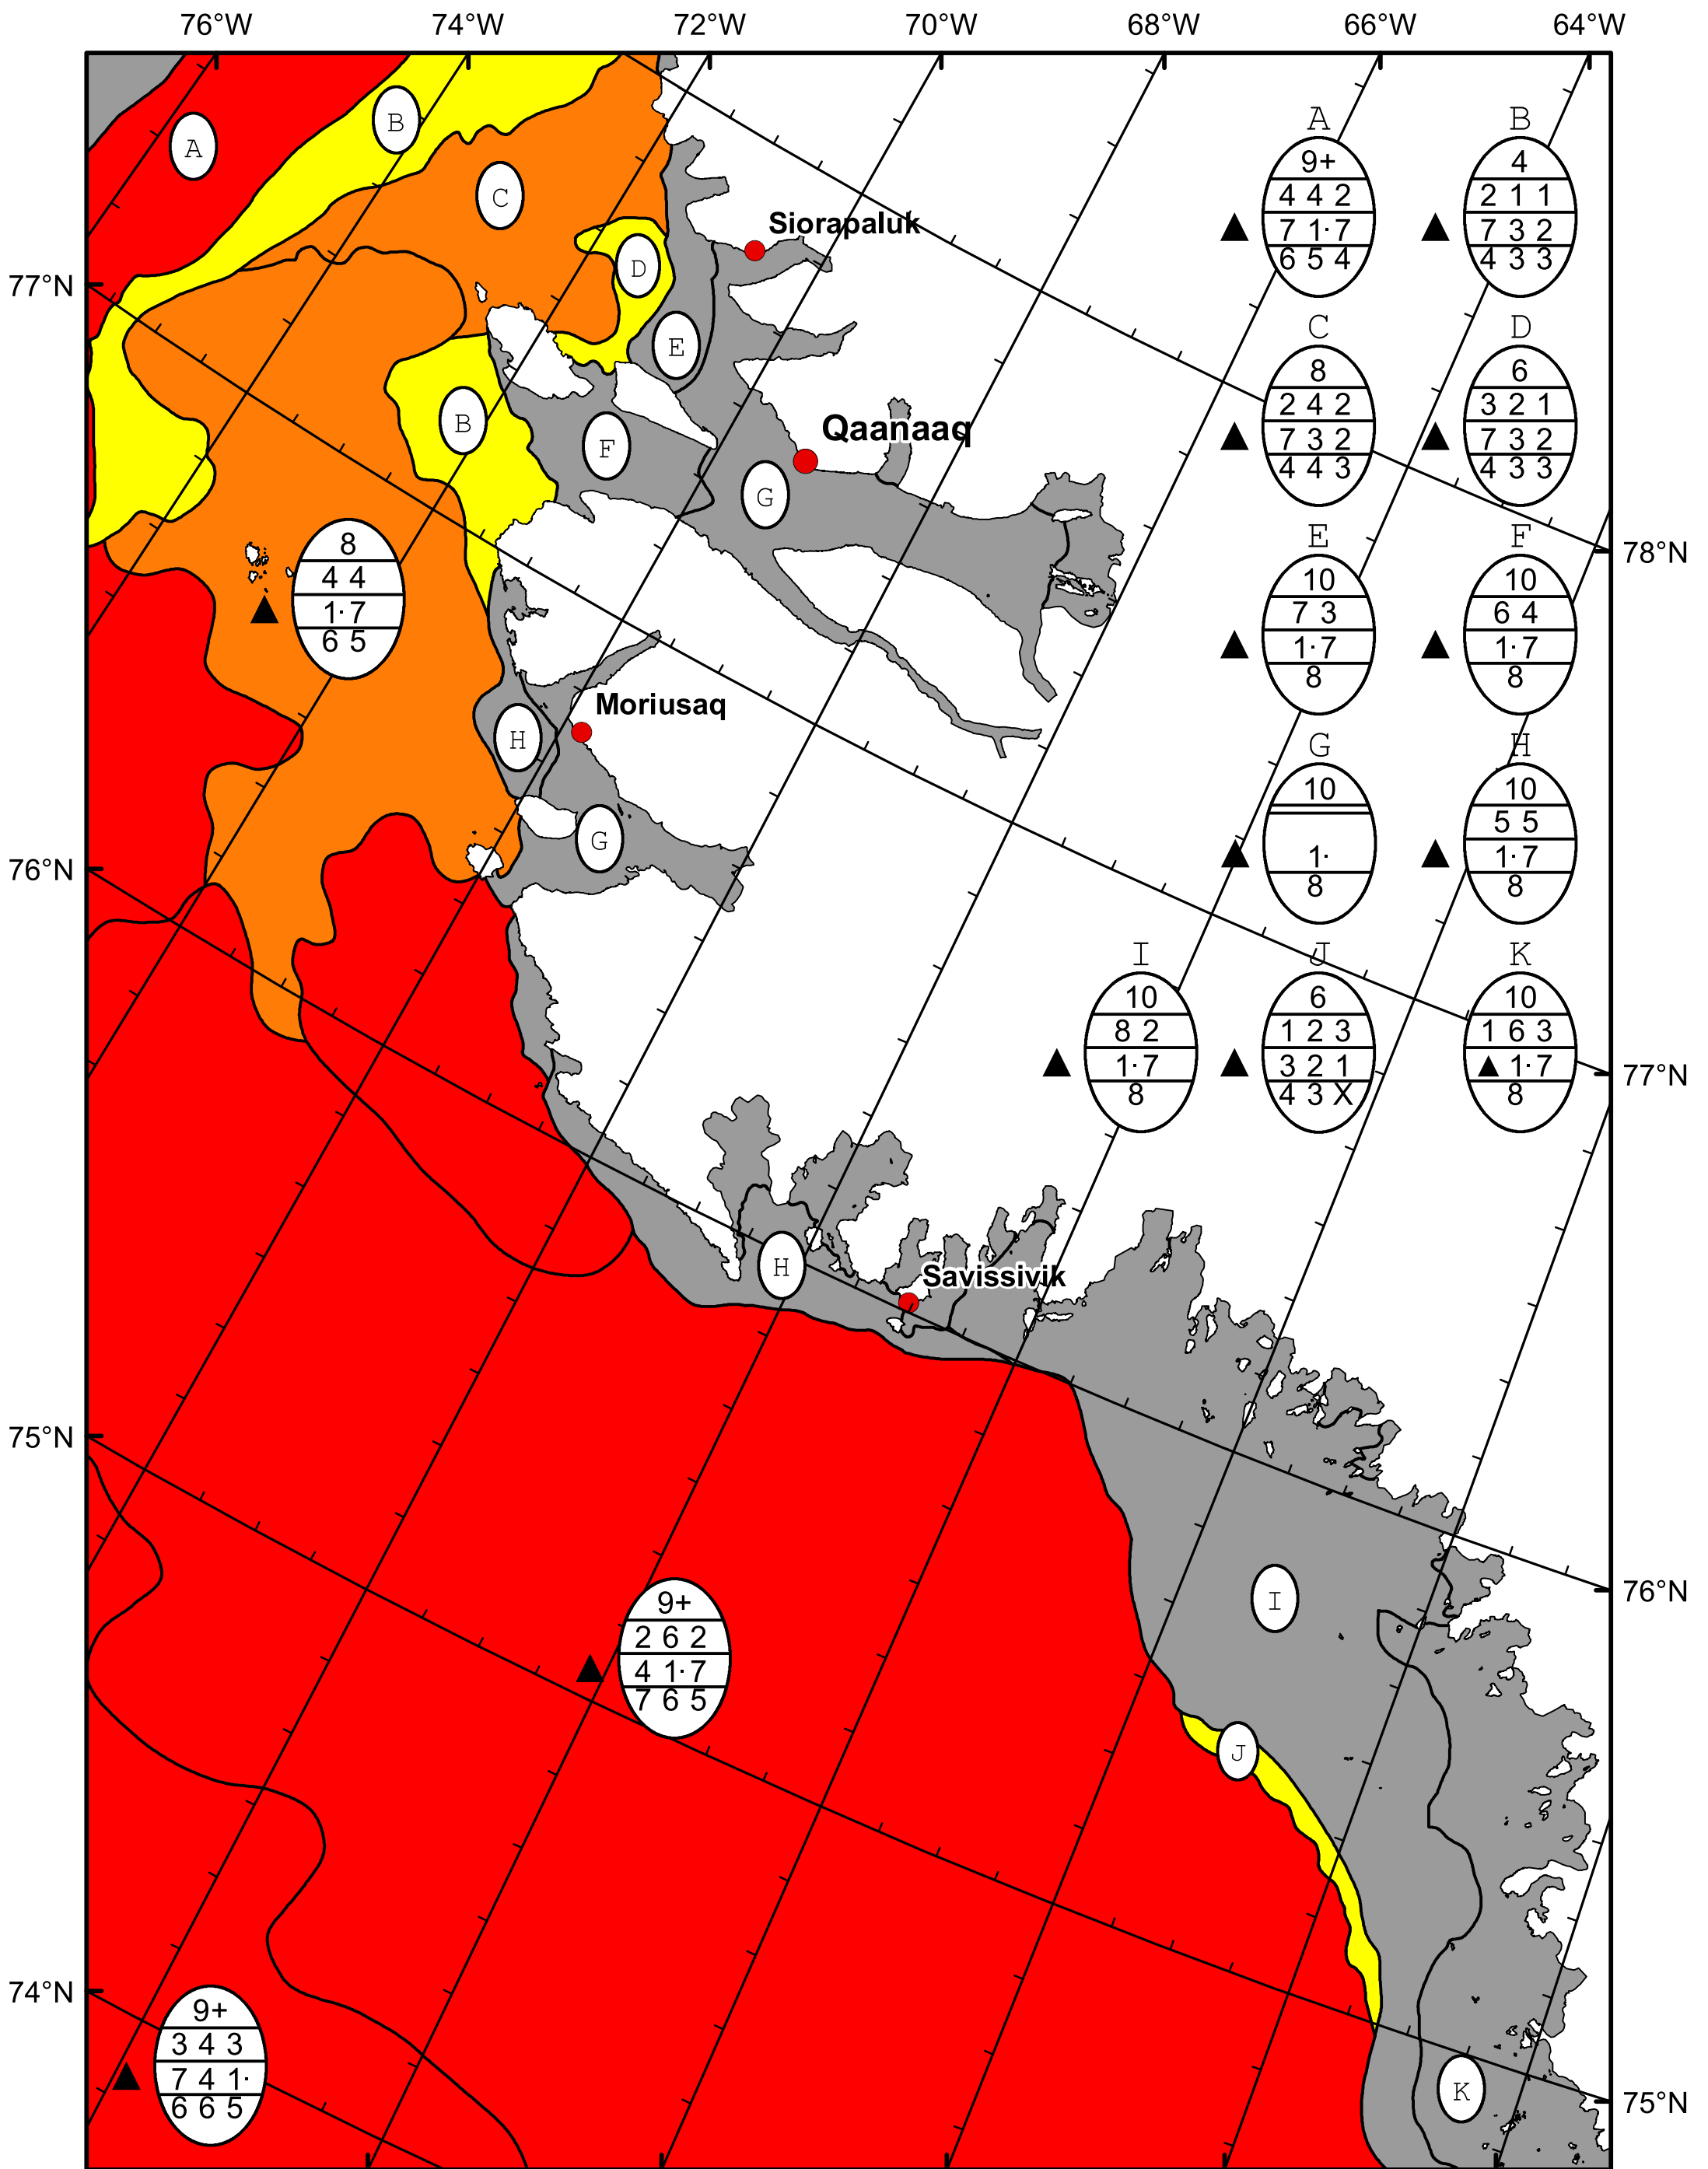 76°W 74°W 72°W 70°W 68°W 66°W 64°W
A B
9+ 4
4 4 2 2 1 1
7 1· 7 7 3 2
6 5 4 4 3 3
A
B
C
Siorapaluk
D
77°N
E
C D
8 6
2 4 2 3 2 1
7 3 2 7 3 2
4 4 3 4 3 3
B
F
Qaanaaq
G
78°N
8
4 4
1· 7
6 5
E F
10 10
7 3 6 4
1· 7 1· 7
8 8
Moriusaq
H
G
G H
10 10
5 5
1· 1· 7
8 8
76°N
I J K
10 6 10
8 2 1 2 3 1 6 3
1· 7 3 2 1 1· 7
8 4 3 X 8
77°N
H
Savissivik
75°N
I
76°N
9+
2 6 2
4 1· 7
7 6 5
J
74°N
9+
3 4 3
7 4 1·
6 6 5
K
75°N